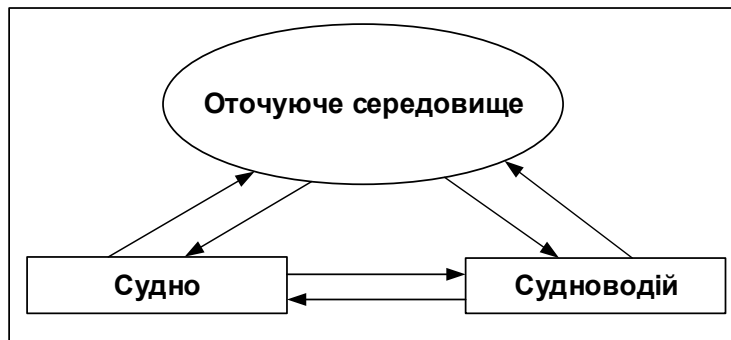 Оточуюче середовище
Судно
Судноводій